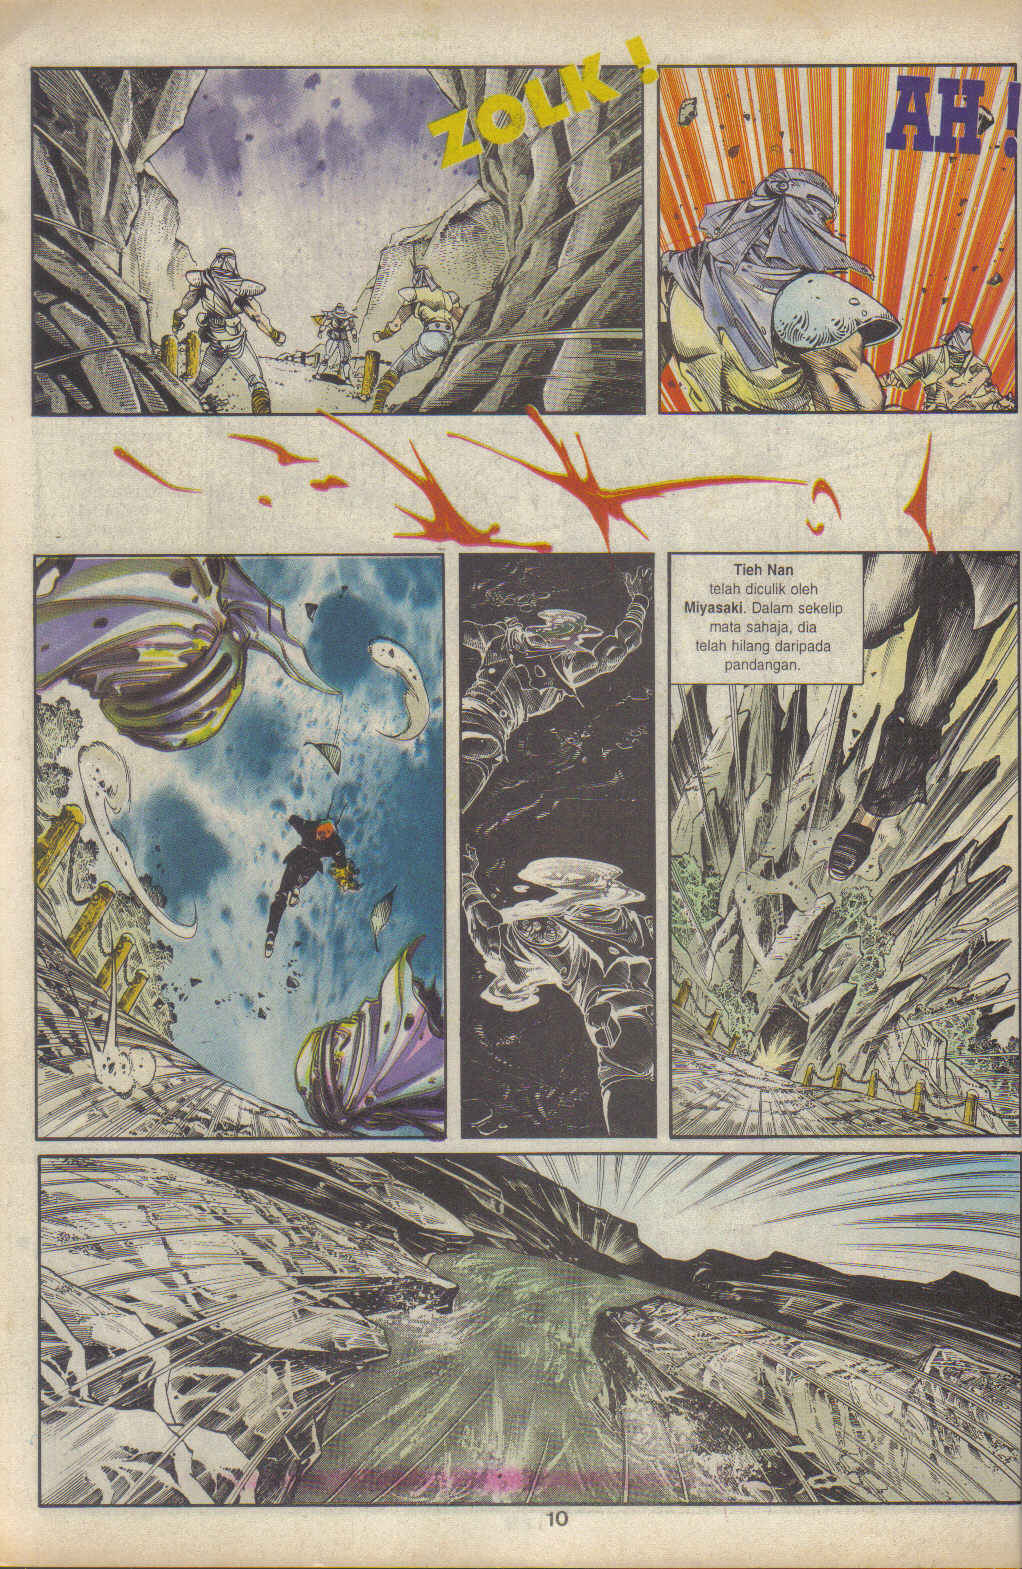 ZOLK !
AH !
Tieh Nan
telah diculik oleh
Miyasaki. Dalam sekelip
mata sahaja, dia
telah hilang daripada
pandangan.
10